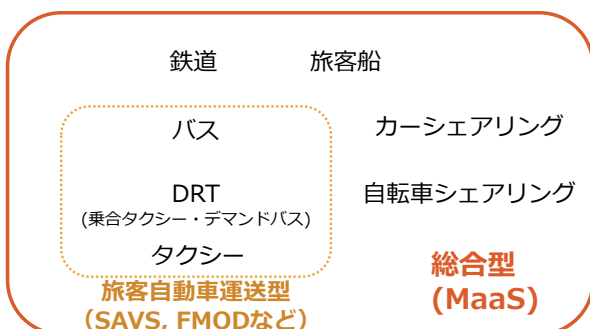 鉄道 旅客船
バス カーシェアリング
DRT 自転車シェアリング
(乗合タクシー・デマンドバス)
タクシー
旅客自動車運送型
（SAVS, FMODなど）
総合型
(MaaS)